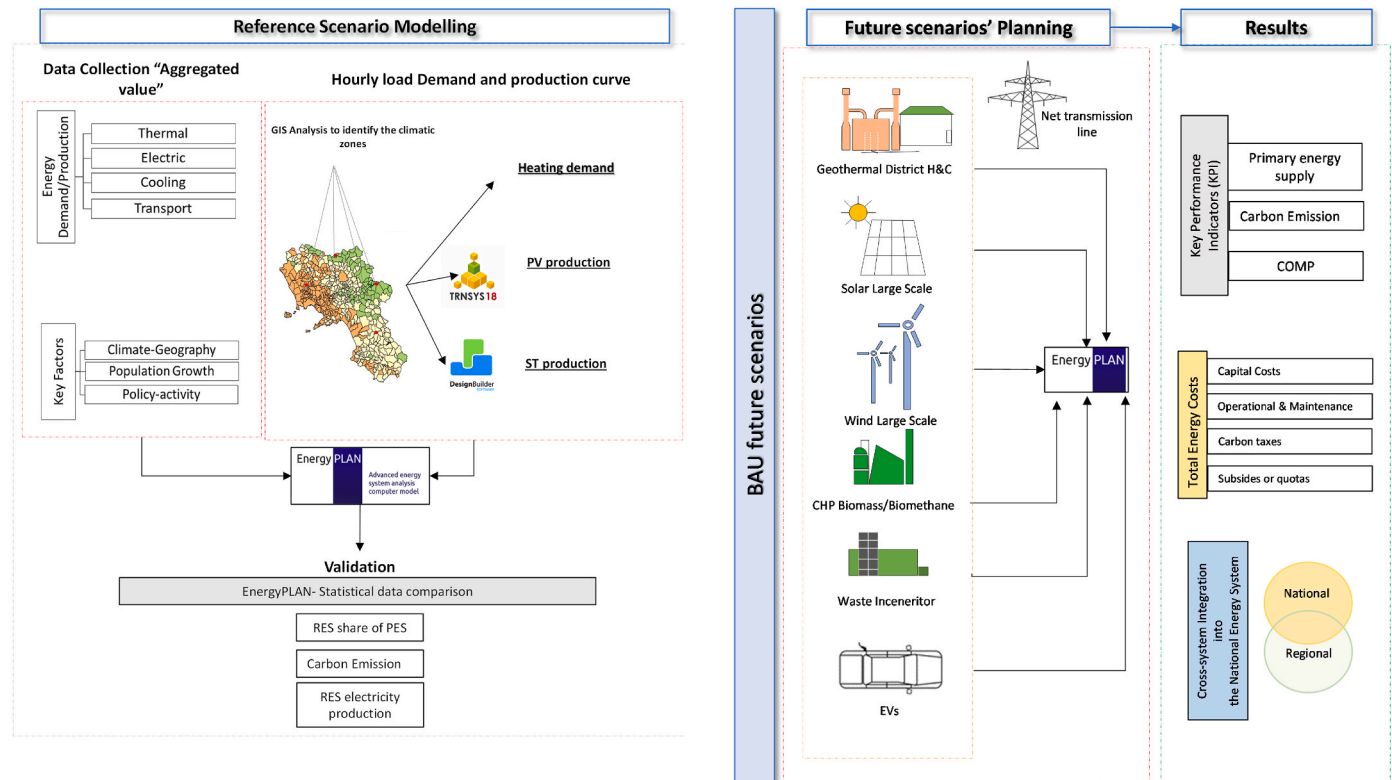 Reference Scenario Modelling
Data Collection “Aggregated
value”
Energy
Demand/Production
Thermal
Electric
Cooling
Transport
Key Factors
Climate-Geography
Population Growth
Policy-activity
Hourly load Demand and production curve
GIS Analysis to identify the climatic
zones
Heating demand
TRNSYS 18
PV production
DesignBuilder
SOFTWARE
ST production
Energy PLAN
Advanced energy
system analysis
computer model
Validation
EnergyPLAN- Statistical data comparison
RES share of PES
Carbon Emission
RES electricity
production
BAU future scenarios
Future scenarios’ Planning
Geothermal District H&C
Net transmission
line
Solar Large Scale
Wind Large Scale
CHP Biomass/Biomethane
Waste Inceneritor
EVs
Energy PLAN
Results
Key Performance
Indicators (KPI)
Primary energy
supply
Carbon Emission
COMP
Total Energy Costs
Capital Costs
Operational & Maintenance
Carbon taxes
Subsides or quotas
Cross-system Integration
into
the National Energy System
National
Regional